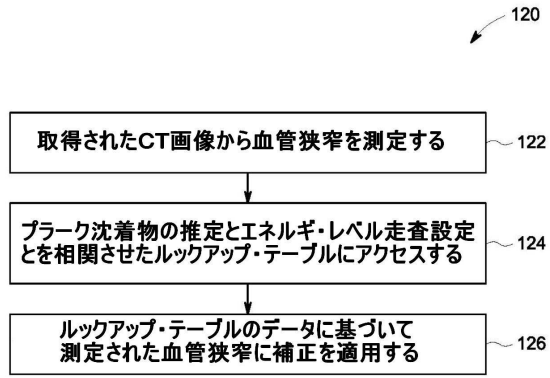 120
取得されたCT画像から血管狭窄を測定する
122
プラーク沈着物の推定とエネルギ・レベル走査設定
とを相関させたルックアップ・テーブルにアクセスする
124
ルックアップ・テーブルのデータに基づいて
測定された血管狭窄に補正を適用する
126